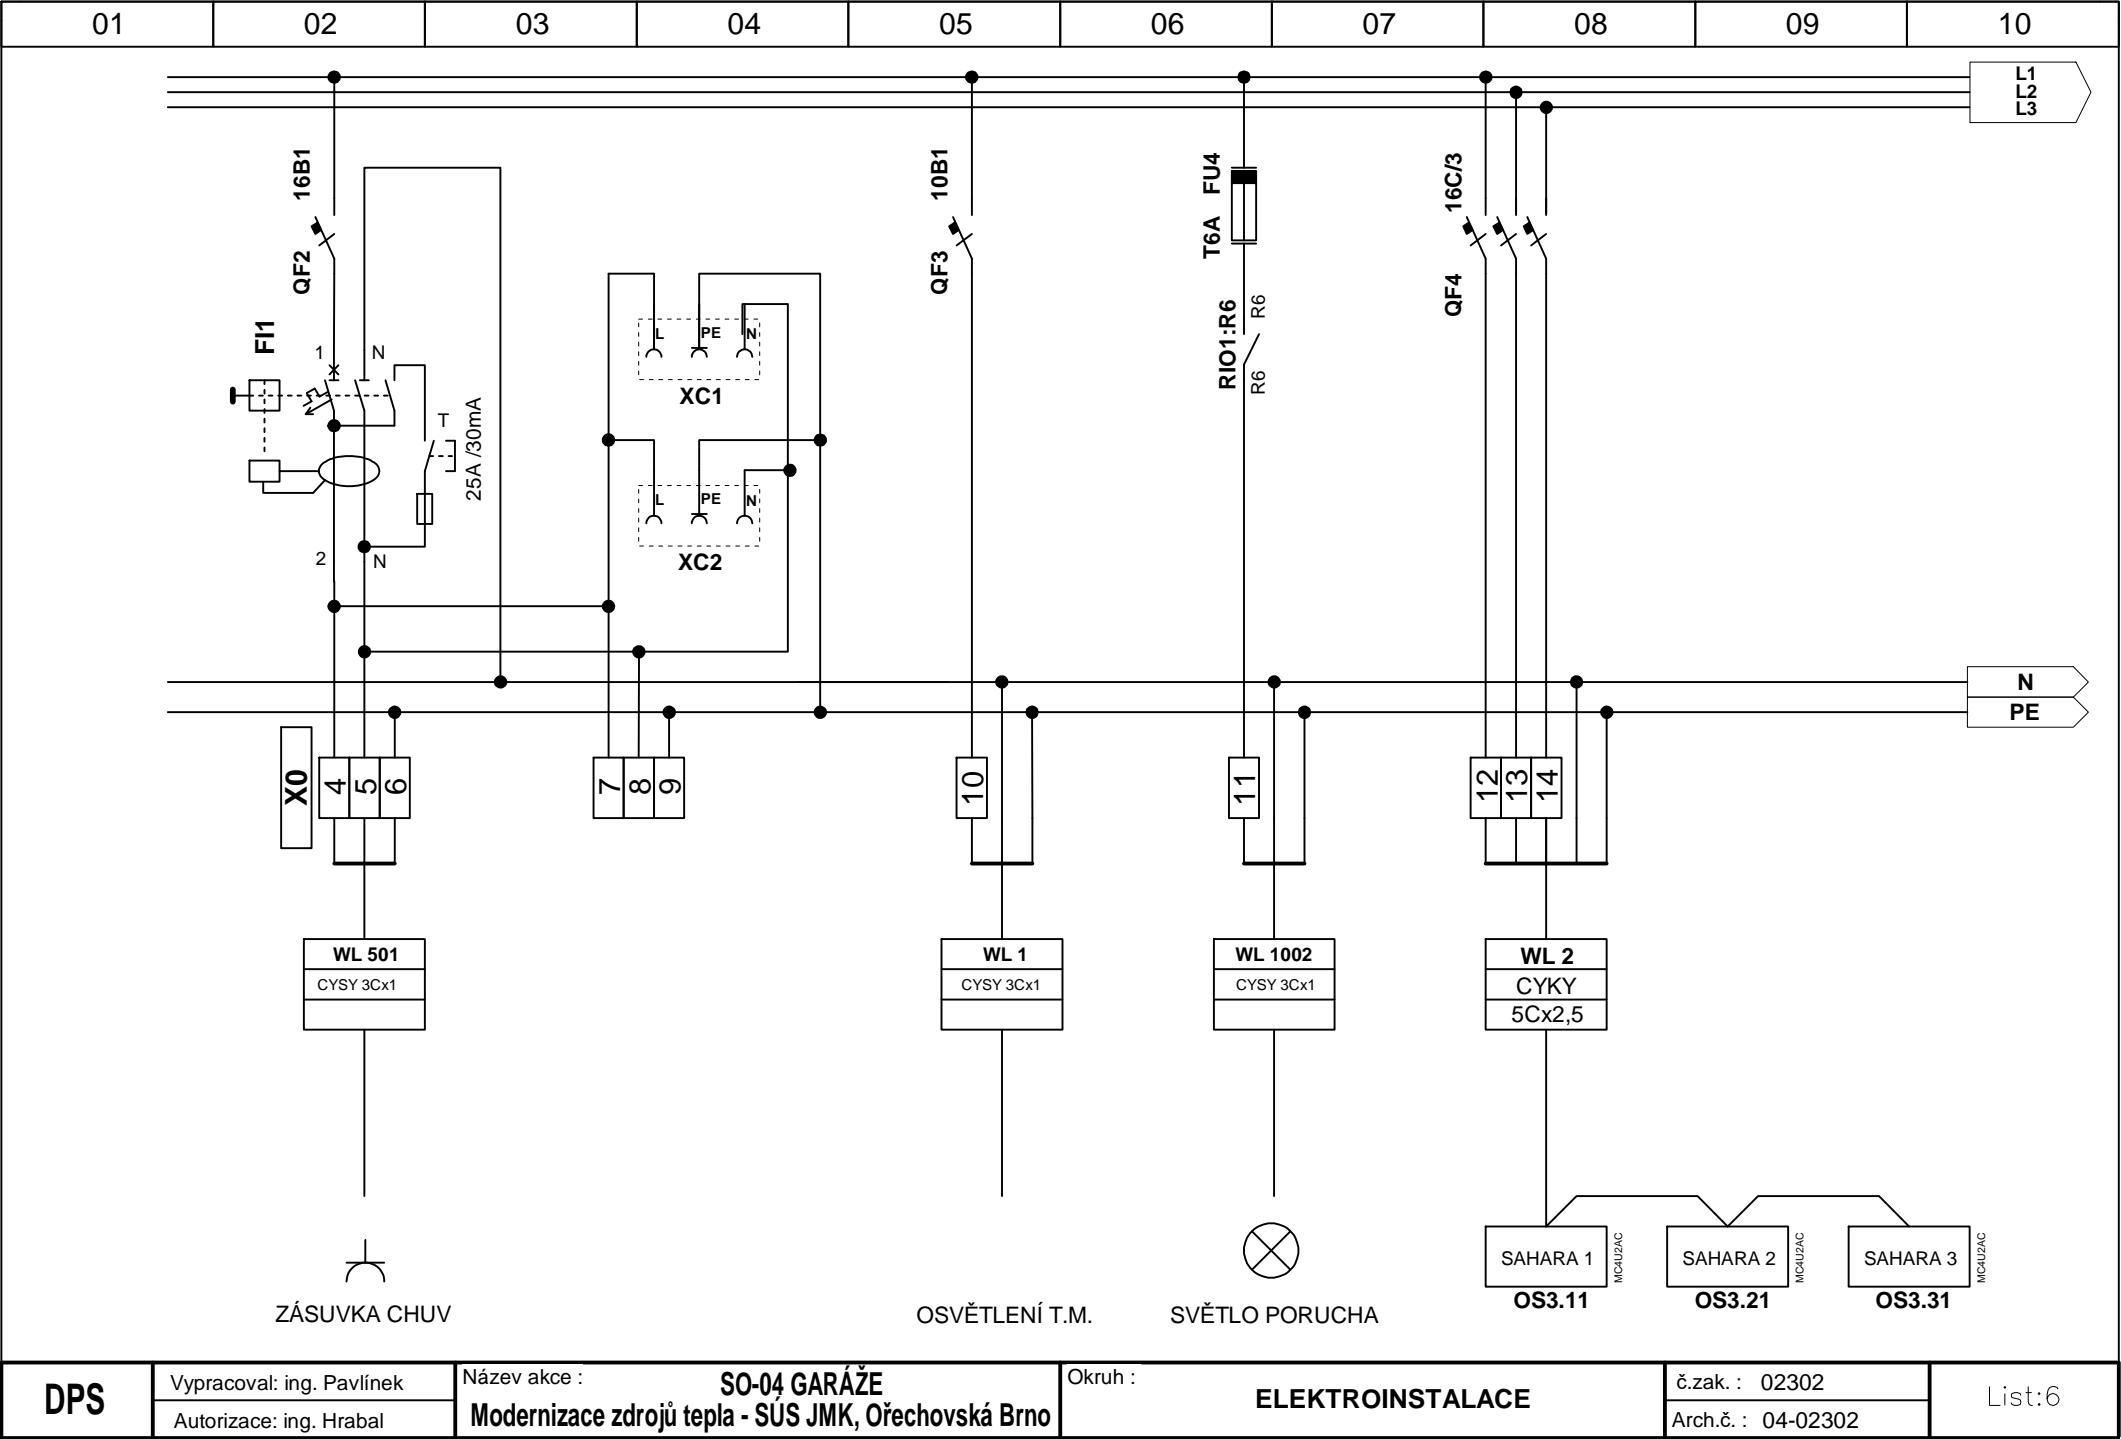 01 02 03 04 05 06 07 08 09 10
L1
L2
L3
16B1
QF2
FI1
1
N
T
25A /30mA
2
N
L PE N
XC1
L PE N
XC2
10B1
QF3
T6A FU4
RIO1:R6
R6
R6
16C/3
QF4
N
PE
X0
4 5 6
7 8 9
10
11
12 13 14
WL 501
CYSY 3Cx1
WL 1
CYSY 3Cx1
WL 1002
CYSY 3Cx1
WL 2
CYKY
5Cx2,5
SAHARA 1
MC4U2AC
OS3.11
SAHARA 2
MC4U2AC
OS3.21
SAHARA 3
MC4U2AC
OS3.31
ZÁSUVKA CHUV
OSVĚTLENÍ T.M.
SVĚTLO PORUCHA
DPS
Vypracoval: ing. Pavlínek
Autorizace: ing. Hrabal
Název akce :
SO-04 GARÁŽE
Modernizace zdrojů tepla - SÚS JMK, Ořechovská Brno
Okruh :
ELEKTROINSTALACE
č.zak. : 02302
Arch.č. : 04-02302
List:6